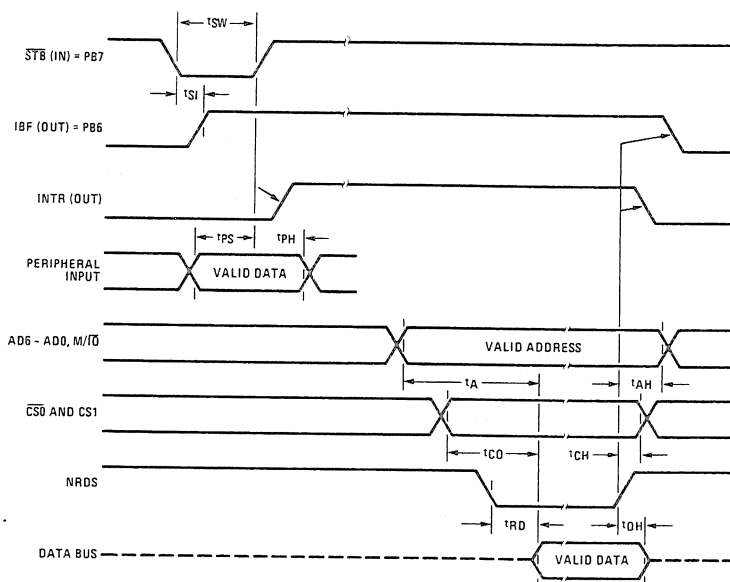 tSW
STB (IN) = PB7
tSI
IBF (OUT) = PB6
INTR (OUT)
tPS
tPH
PERIPHERAL
INPUT
VALID DATA
AD6 - AD0, M/IO
VALID ADDRESS
tA
tAH
CS0 AND CS1
tCO
tCH
NRDS
tRD
tOH
DATA BUS
VALID DATA